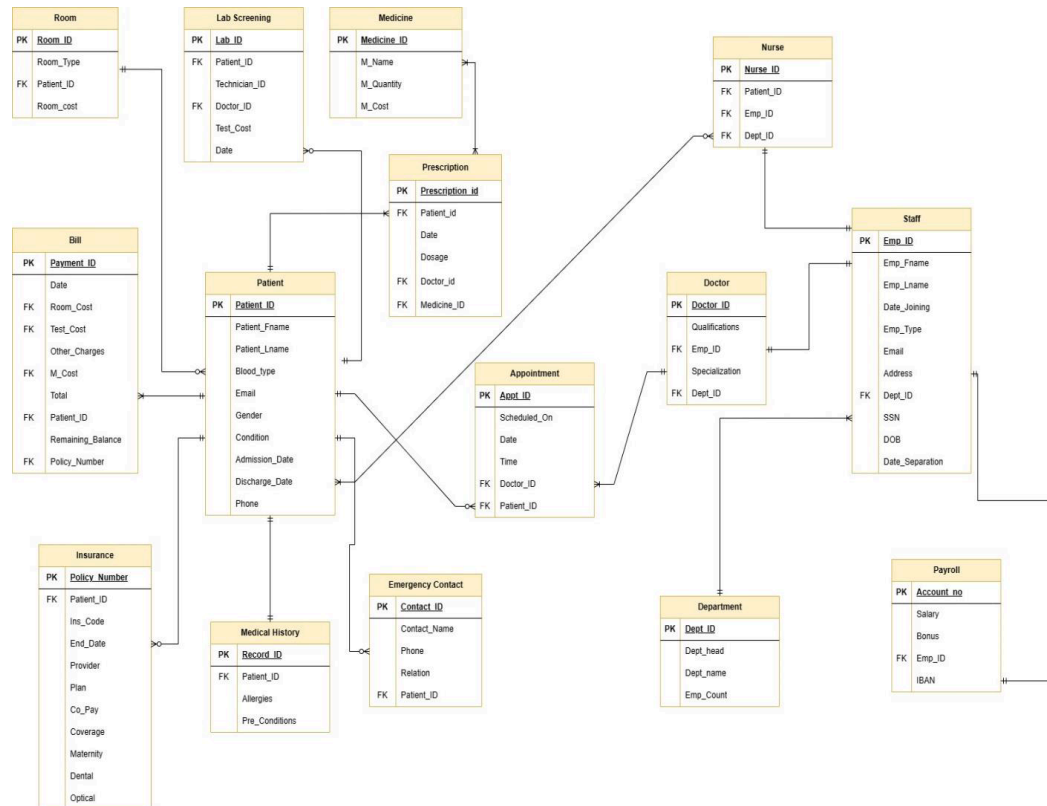 Room
PK Room_ID
Room_Type
FK Patient_ID
Room_cost
Lab Screening
PK Lab_ID
FK Patient_ID
Technician_ID
FK Doctor_ID
Test_Cost
Date
Medicine
PK Medicine_ID
M_Name
M_Quantity
M_Cost
Nurse
PK Nurse_ID
FK Patient_ID
FK Emp_ID
FK Dept_ID
Prescription
PK Prescription_id
FK Patient_id
Date
Dosage
FK Doctor_id
FK Medicine_ID
Staff
PK Emp_ID
Emp_Fname
Emp_Lname
Date_Joining
Emp_Type
Email
Address
FK Dept_ID
SSN
DOB
Date_Separation
Bill
PK Payment_ID
Date
FK Room_Cost
FK Test_Cost
Other_Charges
FK M_Cost
Total
FK Patient_ID
Remaining_Balance
FK Policy_Number
Patient
PK Patient_ID
Patient_Fname
Patient_Lname
Blood_type
Email
Gender
Condition
Admission_Date
Discharge_Date
Phone
Doctor
PK Doctor_ID
Qualifications
FK Emp_ID
Specialization
FK Dept_ID
Appointment
PK Appt_ID
Scheduled_On
Date
Time
FK Doctor_ID
FK Patient_ID
Insurance
PK Policy_Number
FK Patient_ID
Ins_Code
End_Date
Provider
Plan
Co_Pay
Coverage
Maternity
Dental
Optical
Medical History
PK Record_ID
FK Patient_ID
Allergies
Pre_Conditions
Emergency Contact
PK Contact_ID
Contact_Name
Phone
Relation
FK Patient_ID
Department
PK Dept_ID
Dept_head
Dept_name
Emp_Count
Payroll
PK Account_no
Salary
Bonus
FK Emp_ID
IBAN